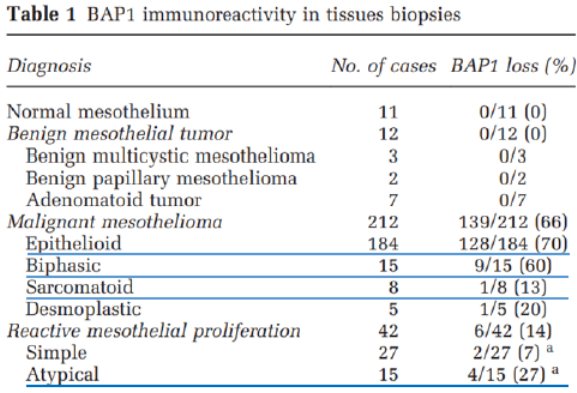 Table 1 BAP1 immunoreactivity in tissues biopsies
Diagnosis No. of cases BAP1 loss (%)
Normal mesothelium 11 0/11 (0)
Benign mesothelial tumor 12 0/12 (0)
Benign multicystic mesothelioma 3 0/3
Benign papillary mesothelioma 2 0/2
Adenomatoid tumor 7 0/7
Malignant mesothelioma 212 139/212 (66)
Epithelioid 184 128/184 (70)
Biphasic 15 9/15 (60)
Sarcomatoid 8 1/8 (13)
Desmoplastic 5 1/5 (20)
Reactive mesothelial proliferation 42 6/42 (14)
Simple 27 2/27 (7) a
Atypical 15 4/15 (27) a